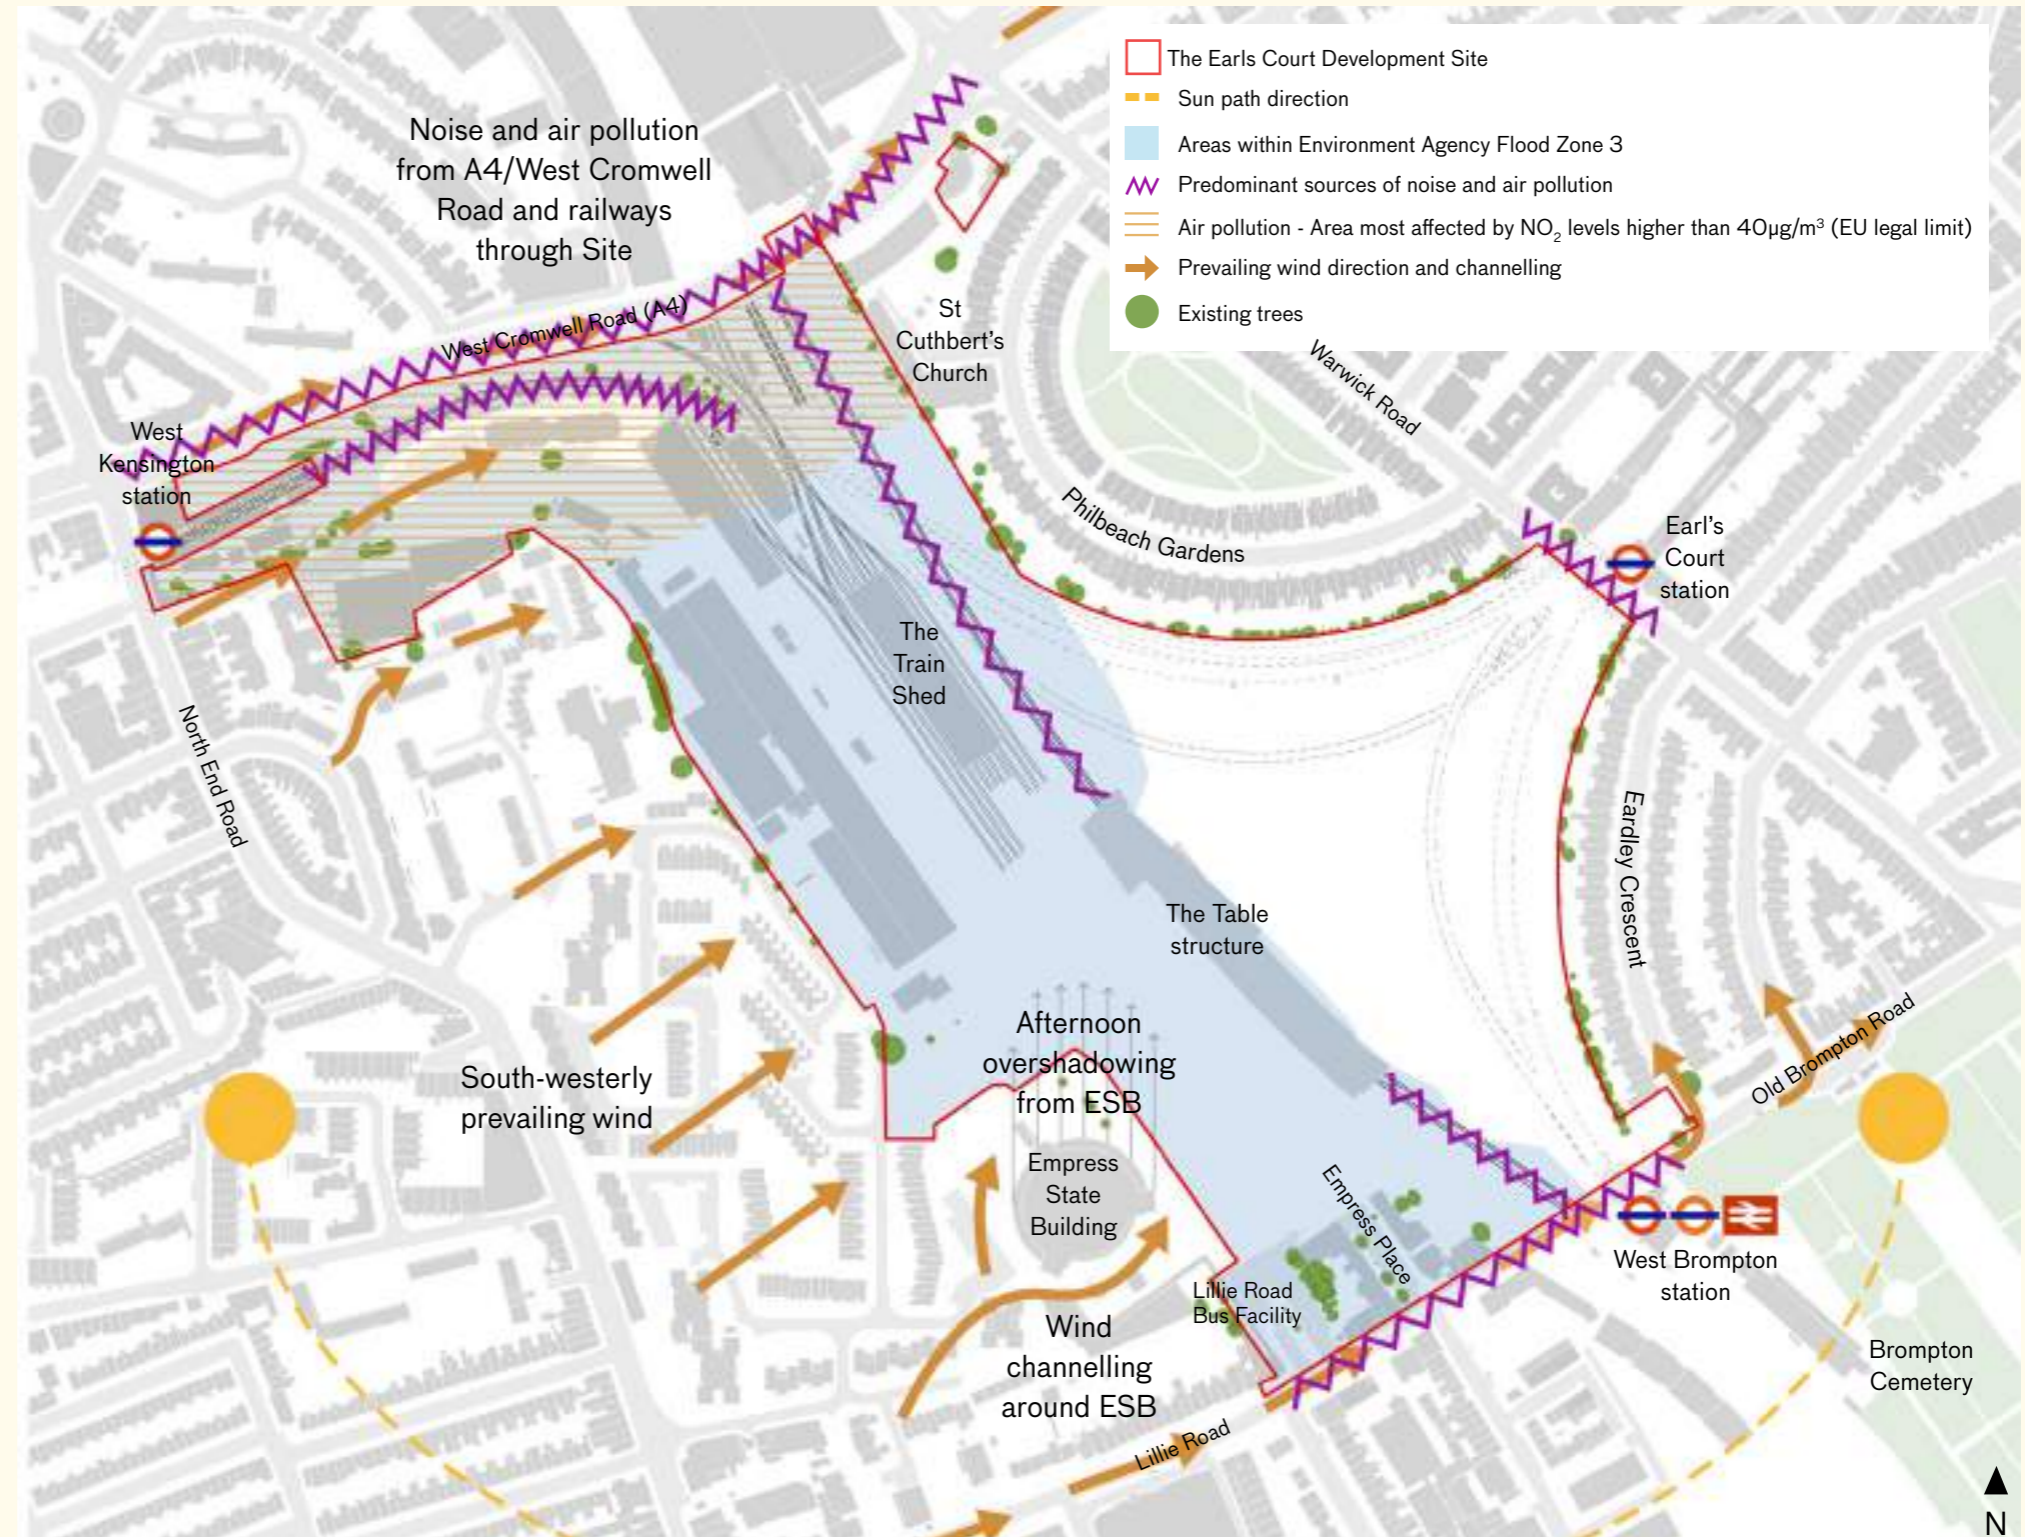 The Earls Court Development Site
Sun path direction
Areas within Environment Agency Flood Zone 3
Predominant sources of noise and air pollution
Air pollution - Area most affected by NO2 levels higher than 40µg/m³ (EU legal limit)
Prevailing wind direction and channelling
Existing trees
Noise and air pollution
from A4/West Cromwell
Road and railways
through Site
West Cromwell Road (A4)
St
Cuthbert's
Church
Warwick Road
West
Kensington
station
Philbeach Gardens
Earl's
Court
station
The
Train
Shed
North End Road
Eardley Crescent
The Table
structure
Afternoon
overshadowing
from ESB
South-westerly
prevailing wind
Old Brompton Road
Empress
State
Building
Empress Place
Lillie Road
Bus Facility
West Brompton
station
Wind
channelling
around ESB
Brompton
Cemetery
Lillie Road
N